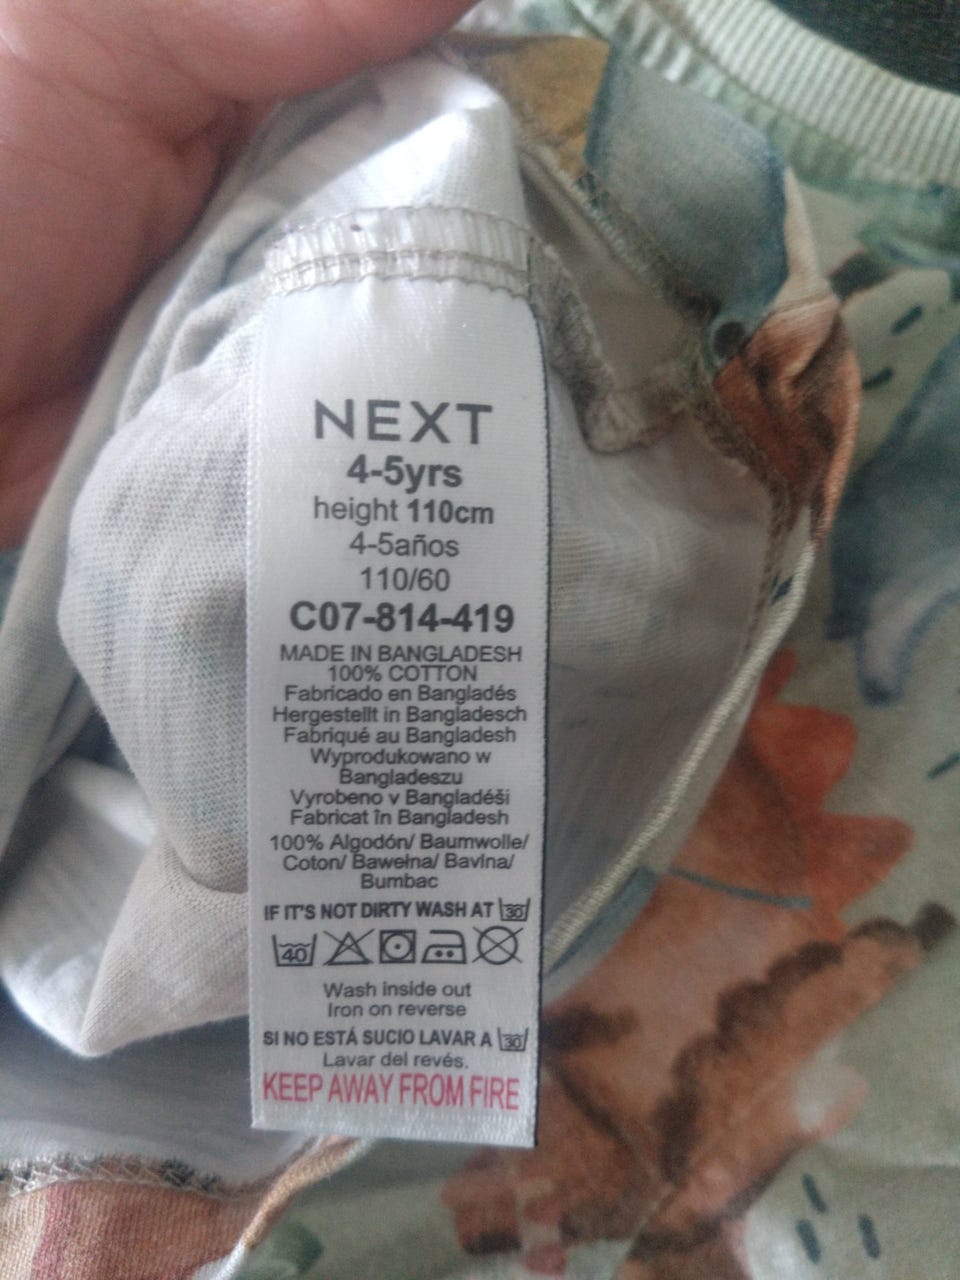 NEXT
4-5yrs
height 110cm
4-5años
110/60
C07-814-419
MADE IN BANGLADESH
100% COTTON
Fabricado en Bangladés
Hergestellt in Bangladesch
Fabriqué au Bangladesh
Wyprodukowano w
Bangladeszu
Vyrobeno v Bangladéši
Fabricat în Bangladesh
100% Algodón/ Baumwolle/
Coton/ Bawełna/ Bavlna/
Bumbac
IF IT'S NOT DIRTY WASH AT 30
40
Wash inside out
Iron on reverse
SI NO ESTÁ SUCIO LAVAR A 30
Lavar del revés.
KEEP AWAY FROM FIRE